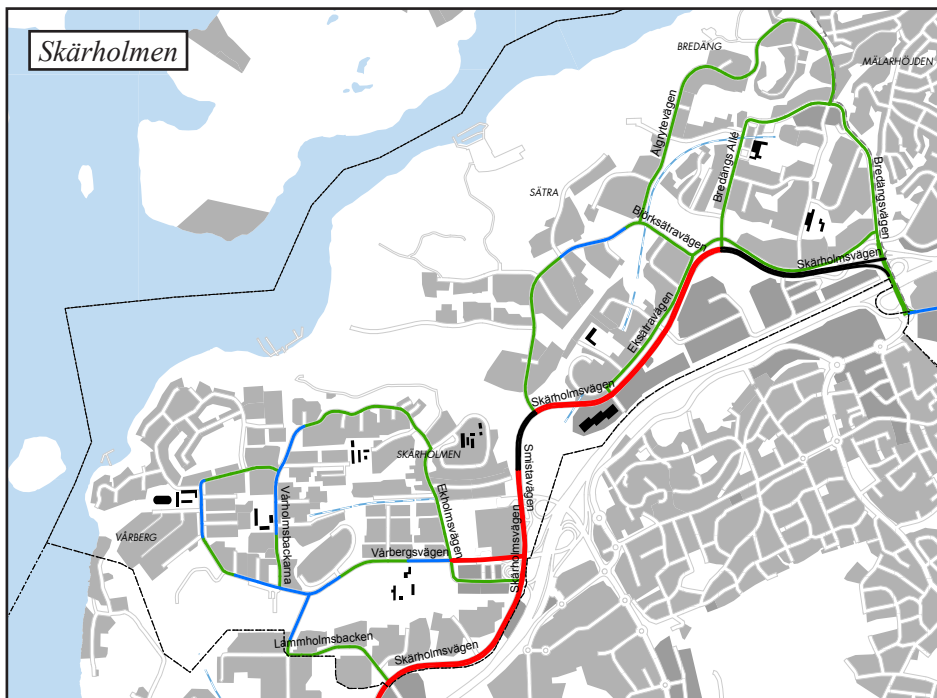 Skärholmen
BREDÄNG
MÄLARHÖJDEN
Ålgrytevägen
Bredängs Allé
Bredängsvägen
SÄTRA
Björksätravägen
Skärholmsvägen
Eksätravägen
Skärholmsvägen
SKÄRHOLMEN
Smistavägen
Ekholmsvägen
Vårholmsbackarna
Skärholmsvägen
VÅRBERG
Vårbergsvägen
Lammholmsbacken
Skärholmsvägen